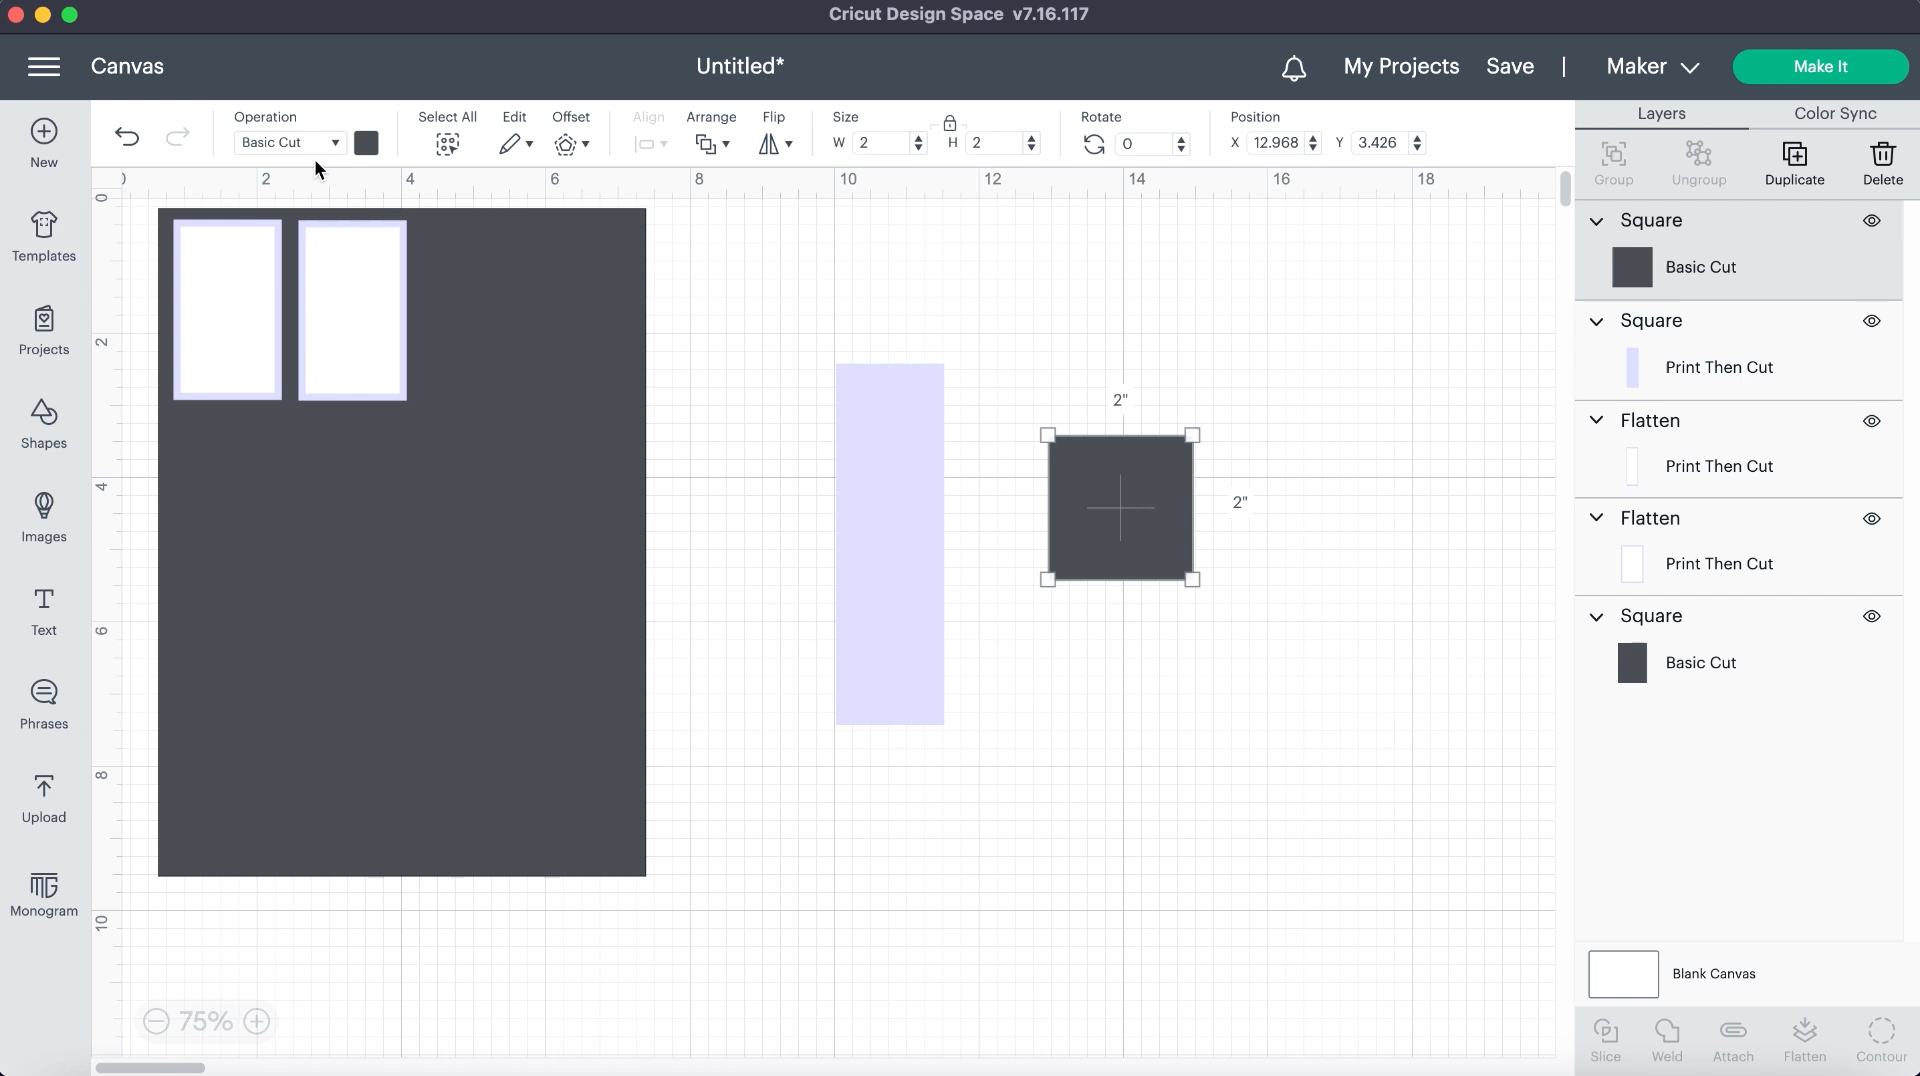 Cricut Design Space v7.16.117
Canvas
Untitled*
My Projects
Save
|
Maker
Make It
Operation
Basic Cut
Select All
Edit
Offset
Align
Arrange
Flip
Size
W 2
H 2
Rotate
0
Position
X 12.968
Y 3.426
Layers
Color Sync
Group
Ungroup
Duplicate
Delete
New
Templates
Projects
Shapes
Images
Text
Phrases
Upload
Monogram
0 2 4 6 8 10 12 14 16 18
0
2
4
6
8
10
2"
2"
75%
Square
Basic Cut
Square
Print Then Cut
Flatten
Print Then Cut
Flatten
Print Then Cut
Square
Basic Cut
Blank Canvas
Slice
Weld
Attach
Flatten
Contour